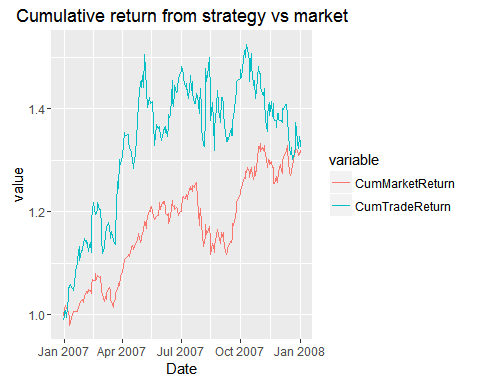 Cumulative return from strategy vs market
value
1.4
1.2
1.0
Jan 2007 Apr 2007 Jul 2007 Oct 2007 Jan 2008
Date
variable
CumMarketReturn
CumTradeReturn